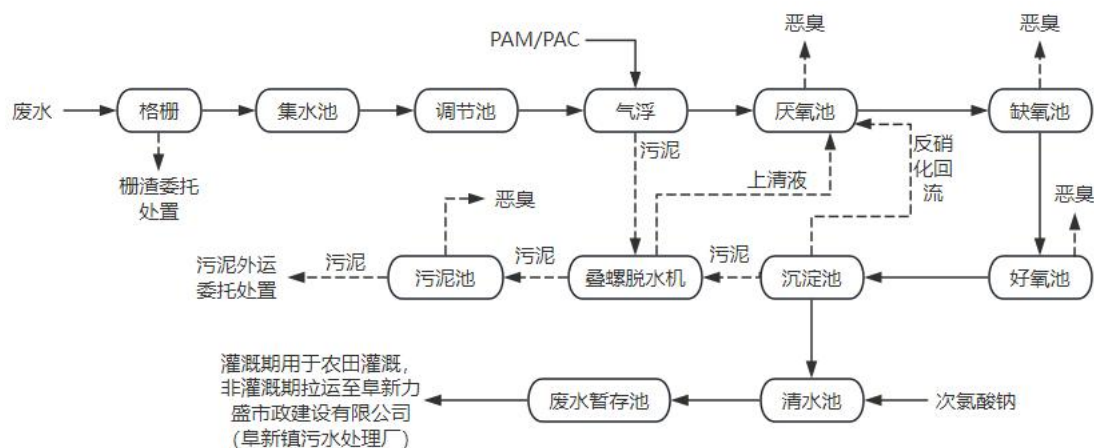 恶臭
恶臭
PAM/PAC
废水
格栅
集水池
调节池
气浮
厌氧池
缺氧池
污泥
反硝
化回
流
栅渣委托
处置
上清液
恶臭
恶臭
污泥外运
委托处置
污泥
污泥池
污泥
叠螺脱水机
污泥
沉淀池
好氧池
灌溉期用于农田灌溉，
非灌溉期拉运至阜新力
盛市政建设有限公司
（阜新镇污水处理厂）
废水暂存池
清水池
次氯酸钠